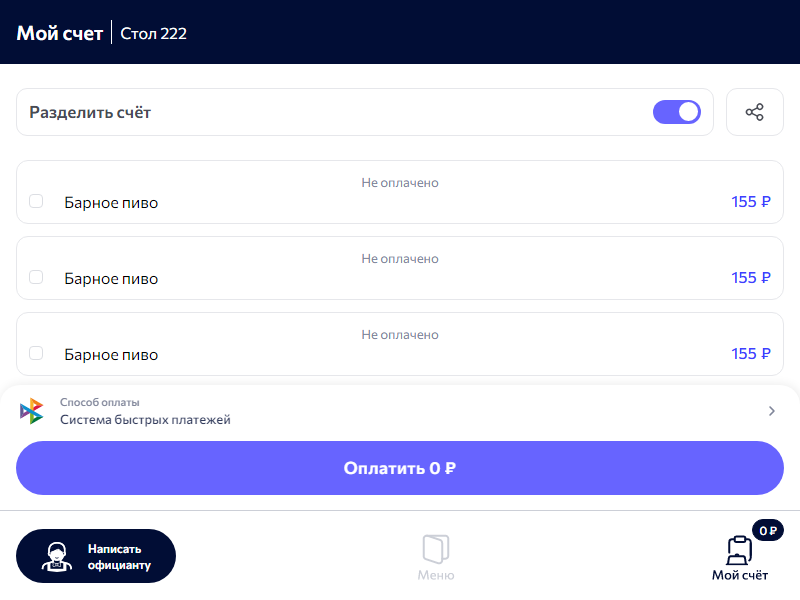 Мой счет
Стол 222
Разделить счёт
Не оплачено
Барное пиво
155 ₽
Не оплачено
Барное пиво
155 ₽
Не оплачено
Барное пиво
155 ₽
Способ оплаты
Система быстрых платежей
Оплатить 0 ₽
Написать
официанту
Меню
0 ₽
Мой счёт